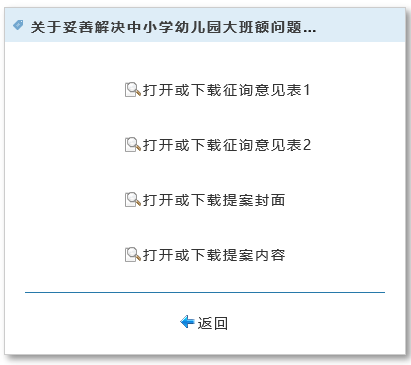 关于妥善解决中小学幼儿园大班额问题...
打开或下载征询意见表1
打开或下载征询意见表2
打开或下载提案封面
打开或下载提案内容
返回